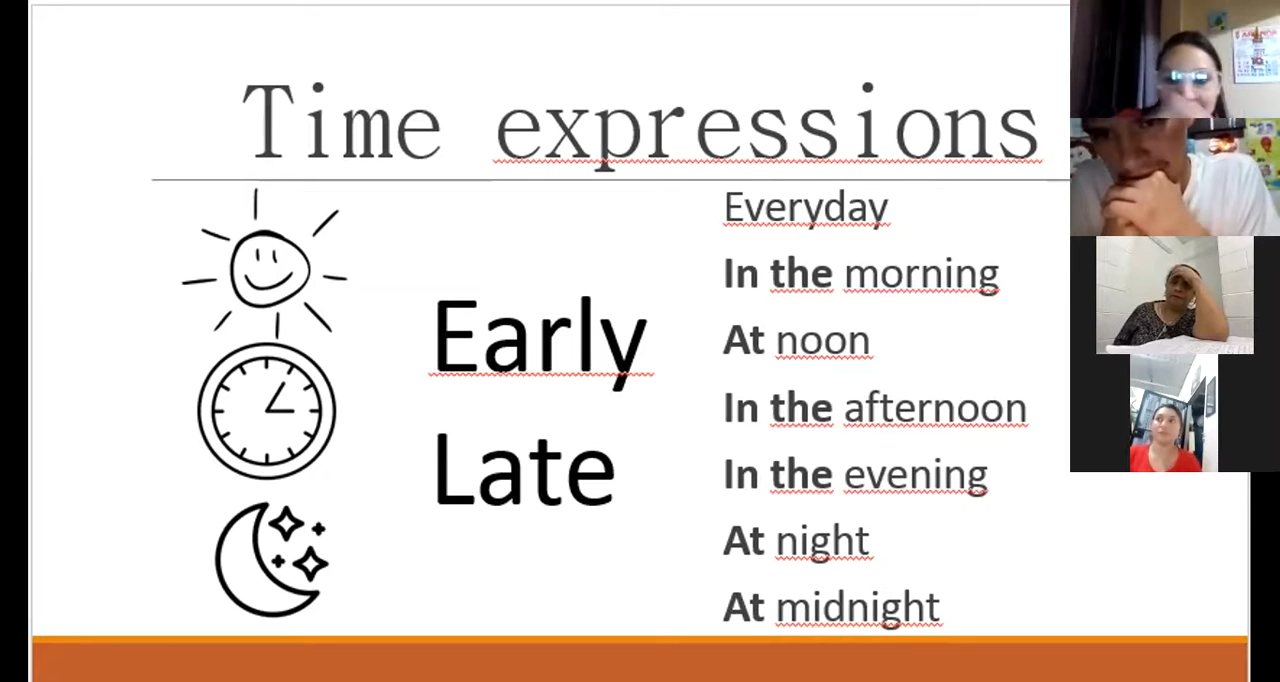 Time expressions
Early
Late
Everyday
In the morning
At noon
In the afternoon
In the evening
At night
At midnight